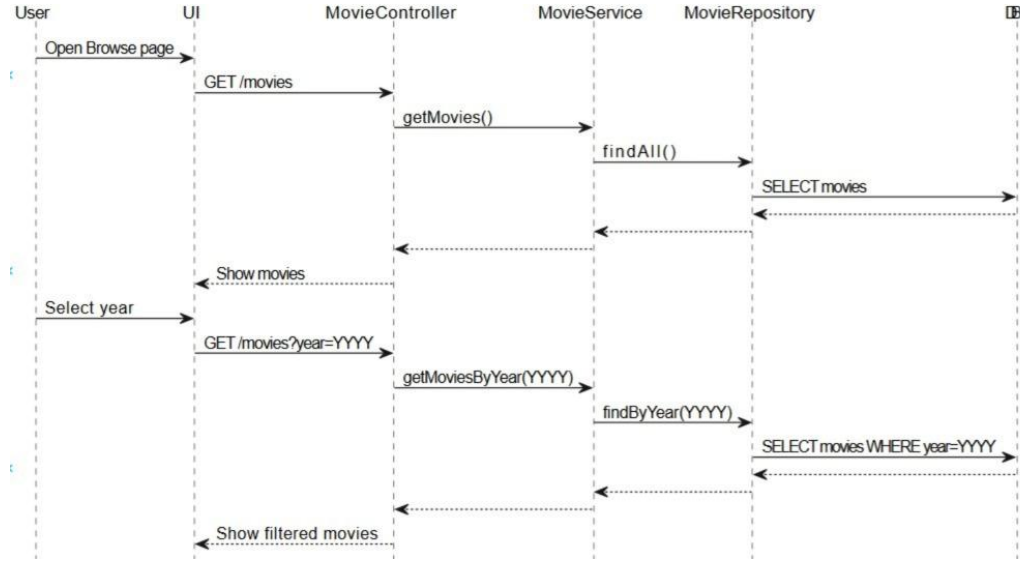 User UI MovieController MovieService MovieRepository DB
Open Browse page
GET /movies
getMovies()
findAll()
SELECT movies
Show movies
Select year
GET /movies?year=YYYY
getMoviesByYear(YYYY)
findByYear(YYYY)
SELECT movies WHERE year=YYYY
Show filtered movies